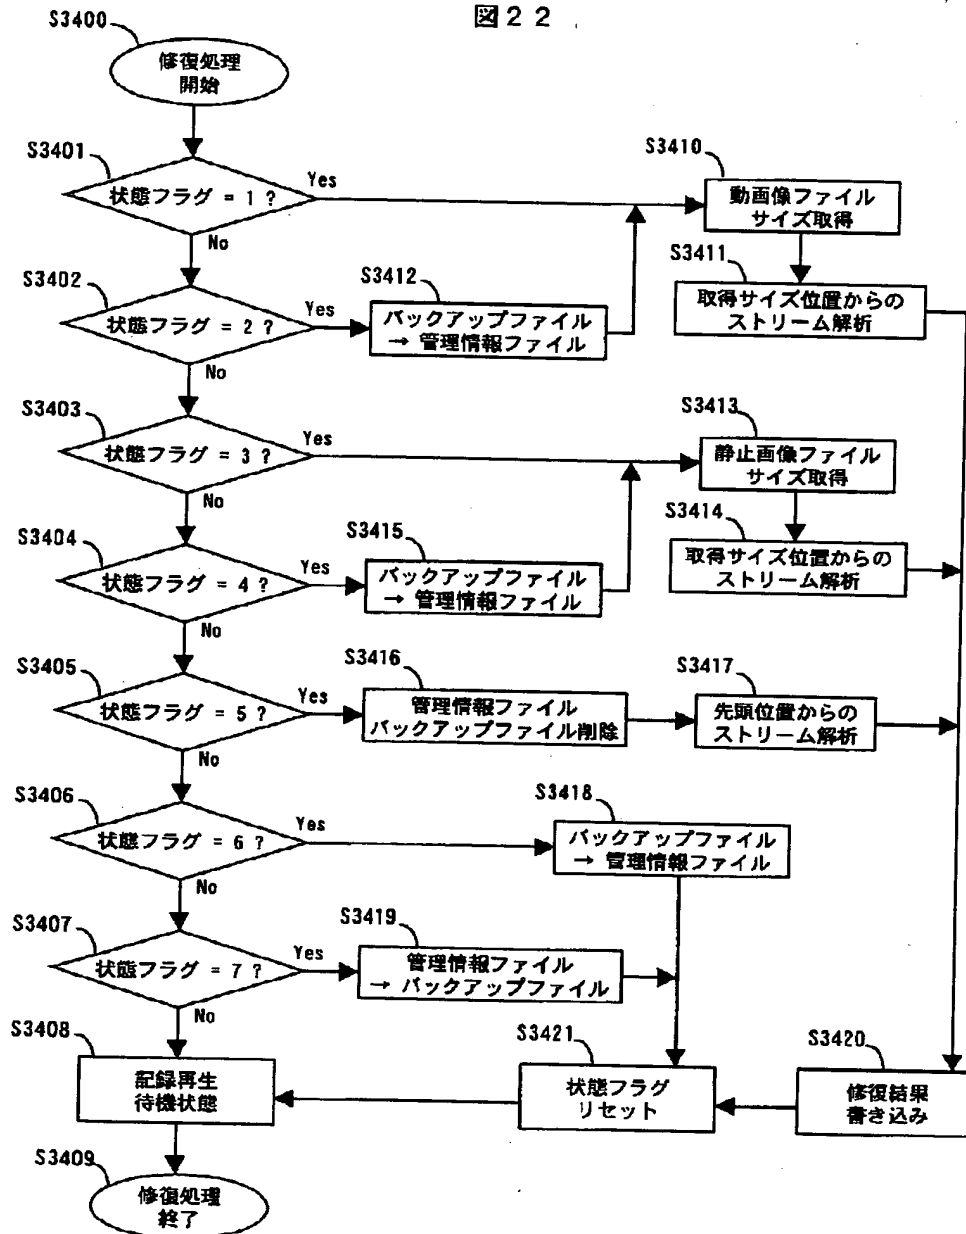 図２２
S3400
修復処理
開始
S3401
状態フラグ = 1 ?
Yes
No
S3410
動画像ファイル
サイズ取得
S3411
取得サイズ位置からの
ストリーム解析
S3402
状態フラグ = 2 ?
Yes
No
S3412
バックアップファイル
→ 管理情報ファイル
S3403
状態フラグ = 3 ?
Yes
No
S3413
静止画像ファイル
サイズ取得
S3414
取得サイズ位置からの
ストリーム解析
S3404
状態フラグ = 4 ?
Yes
No
S3415
バックアップファイル
→ 管理情報ファイル
S3405
状態フラグ = 5 ?
Yes
No
S3416
管理情報ファイル
バックアップファイル削除
S3417
先頭位置からの
ストリーム解析
S3406
状態フラグ = 6 ?
Yes
No
S3418
バックアップファイル
→ 管理情報ファイル
S3407
状態フラグ = 7 ?
Yes
No
S3419
管理情報ファイル
→ バックアップファイル
S3408
記録再生
待機状態
S3421
状態フラグ
リセット
S3420
修復結果
書き込み
S3409
修復処理
終了